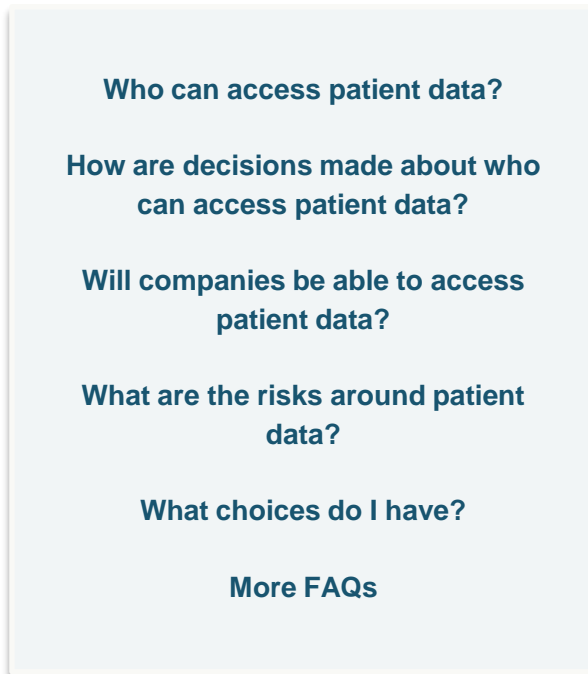 Who can access patient data?
How are decisions made about who
can access patient data?
Will companies be able to access
patient data?
What are the risks around patient
data?
What choices do I have?
More FAQs